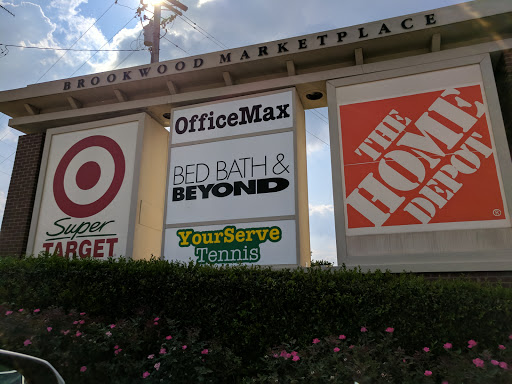 BROOKWOOD MARKETPLACE
Super
TARGET
OfficeMax
BED BATH &
BEYOND
YourServe
Tennis
THE
HOME
DEPOT
®